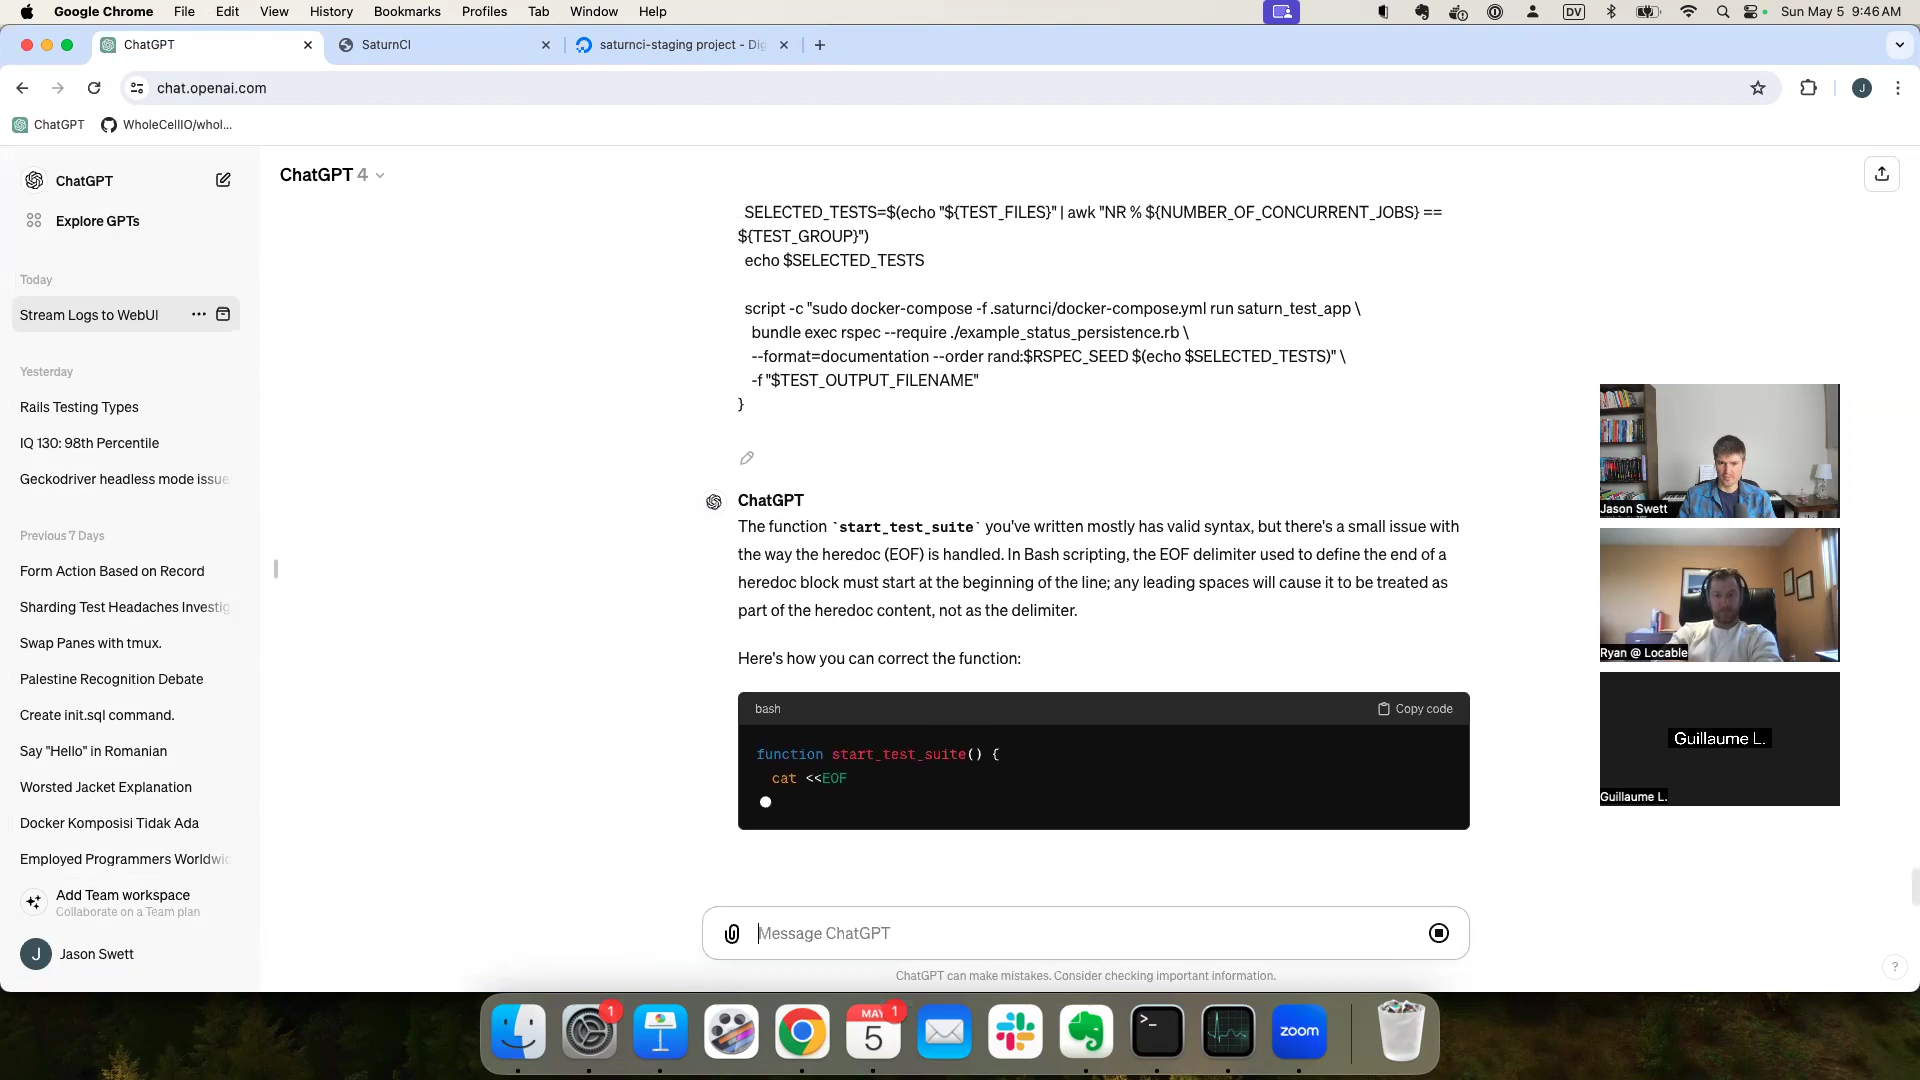 Google Chrome File Edit View History Bookmarks Profiles Tab Window Help DV Sun May 5 9:46 AM
ChatGPT SaturnCI saturnci-staging project - Dig
chat.openai.com J
ChatGPT WholeCellIO/whol...
ChatGPT
Explore GPTs
Today
Stream Logs to WebUI
Yesterday
Rails Testing Types
IQ 130: 98th Percentile
Geckodriver headless mode issue
Previous 7 Days
Form Action Based on Record
Sharding Test Headaches Investig
Swap Panes with tmux.
Palestine Recognition Debate
Create init.sql command.
Say "Hello" in Romanian
Worsted Jacket Explanation
Docker Komposisi Tidak Ada
Employed Programmers Worldwic
Add Team workspace
Collaborate on a Team plan
J Jason Swett
ChatGPT 4
SELECTED_TESTS=$(echo "${TEST_FILES}" | awk "NR % ${NUMBER_OF_CONCURRENT_JOBS} ==
${TEST_GROUP}")
echo $SELECTED_TESTS
script -c "sudo docker-compose -f .saturnci/docker-compose.yml run saturn_test_app \
bundle exec rspec --require ./example_status_persistence.rb \
--format=documentation --order rand:$RSPEC_SEED $(echo $SELECTED_TESTS)" \
-f "$TEST_OUTPUT_FILENAME"
}
ChatGPT
The function `start_test_suite` you've written mostly has valid syntax, but there's a small issue with
the way the heredoc (EOF) is handled. In Bash scripting, the EOF delimiter used to define the end of a
heredoc block must start at the beginning of the line; any leading spaces will cause it to be treated as
part of the heredoc content, not as the delimiter.
Here's how you can correct the function:
bash Copy code
function start_test_suite() {
cat <<EOF
Message ChatGPT
ChatGPT can make mistakes. Consider checking important information.
?
Jason Swett
Ryan @ Locable
Guillaume L.
Guillaume L.
1
MAY 1
5
zoom